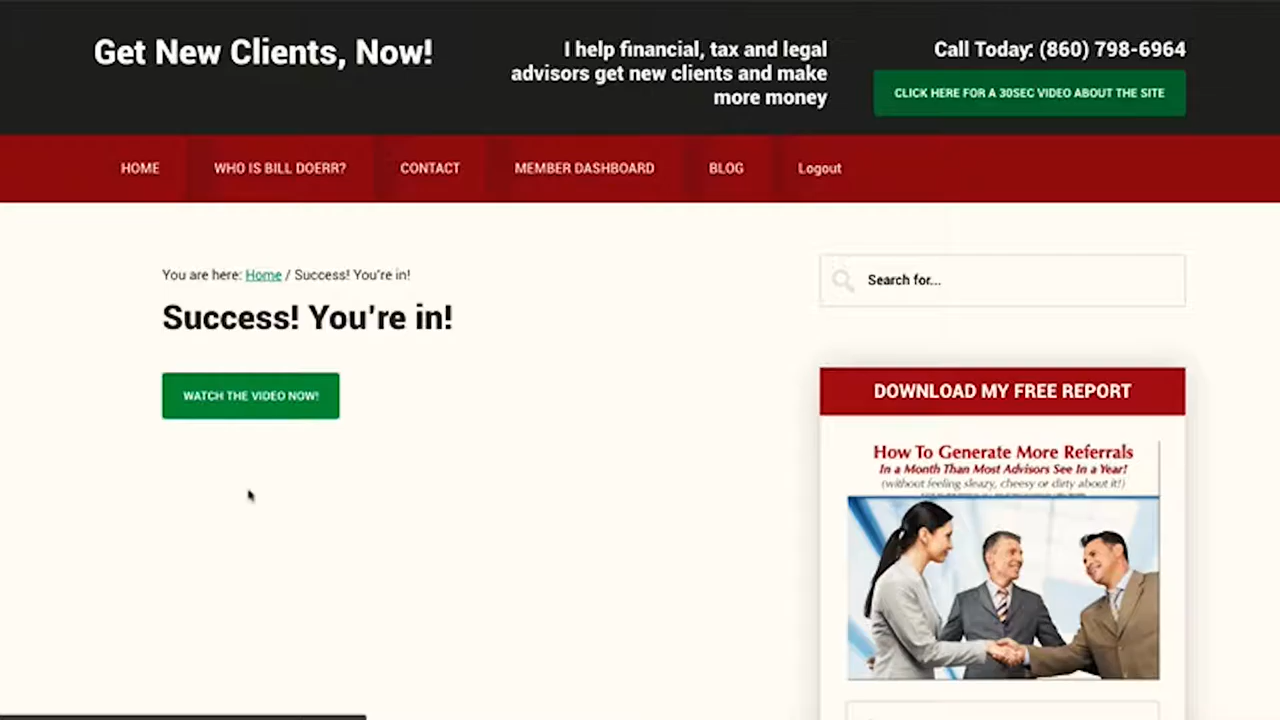 Get New Clients, Now!
I help financial, tax and legal
advisors get new clients and make
more money
Call Today: (860) 798-6964
CLICK HERE FOR A 30SEC VIDEO ABOUT THE SITE
HOME
WHO IS BILL DOERR?
CONTACT
MEMBER DASHBOARD
BLOG
Logout
You are here: Home / Success! You're in!
Success! You're in!
WATCH THE VIDEO NOW!
Search for...
DOWNLOAD MY FREE REPORT
How To Generate More Referrals
In a Month Than Most Advisors See In a Year!
(without feeling sleazy, cheesy or dirty about it!)